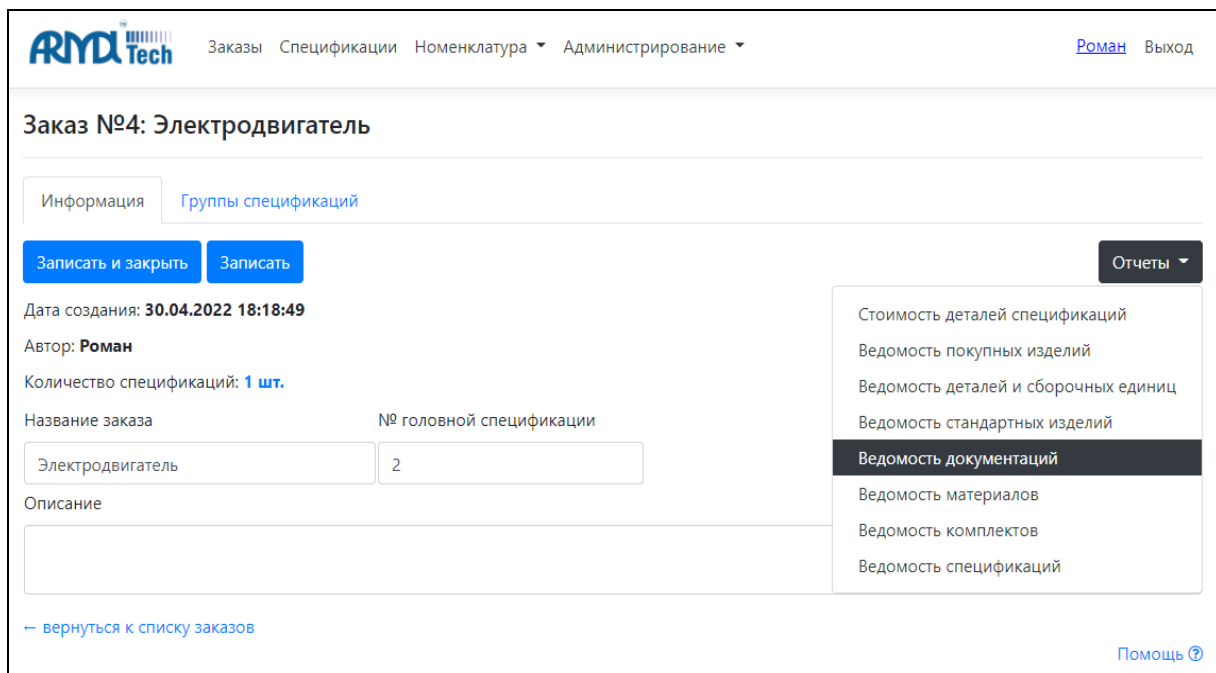 ARMA Tech TM
Заказы Спецификации Номенклатура Администрирование Роман Выход
Заказ №4: Электродвигатель
Информация Группы спецификаций
Записать и закрыть Записать Отчеты
Дата создания: 30.04.2022 18:18:49
Автор: Роман
Количество спецификаций: 1 шт.
Название заказа № головной спецификации
Электродвигатель 2
Описание
Стоимость деталей спецификаций
Ведомость покупных изделий
Ведомость деталей и сборочных единиц
Ведомость стандартных изделий
Ведомость документаций
Ведомость материалов
Ведомость комплектов
Ведомость спецификаций
← вернуться к списку заказов
Помощь ?